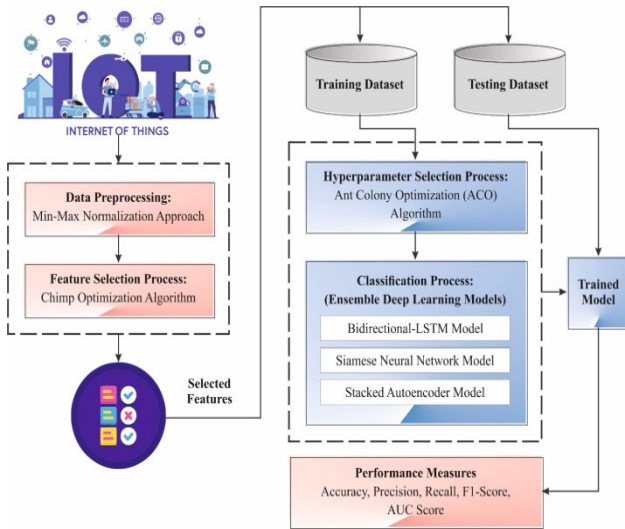 IOT
INTERNET OF THINGS
Data Preprocessing:
Min-Max Normalization Approach
Feature Selection Process:
Chimp Optimization Algorithm
Selected
Features
Training Dataset
Testing Dataset
Hyperparameter Selection Process:
Ant Colony Optimization (ACO)
Algorithm
Classification Process:
(Ensemble Deep Learning Models)
Bidirectional-LSTM Model
Siamese Neural Network Model
Stacked Autoencoder Model
Trained
Model
Performance Measures
Accuracy, Precision, Recall, F1-Score,
AUC Score